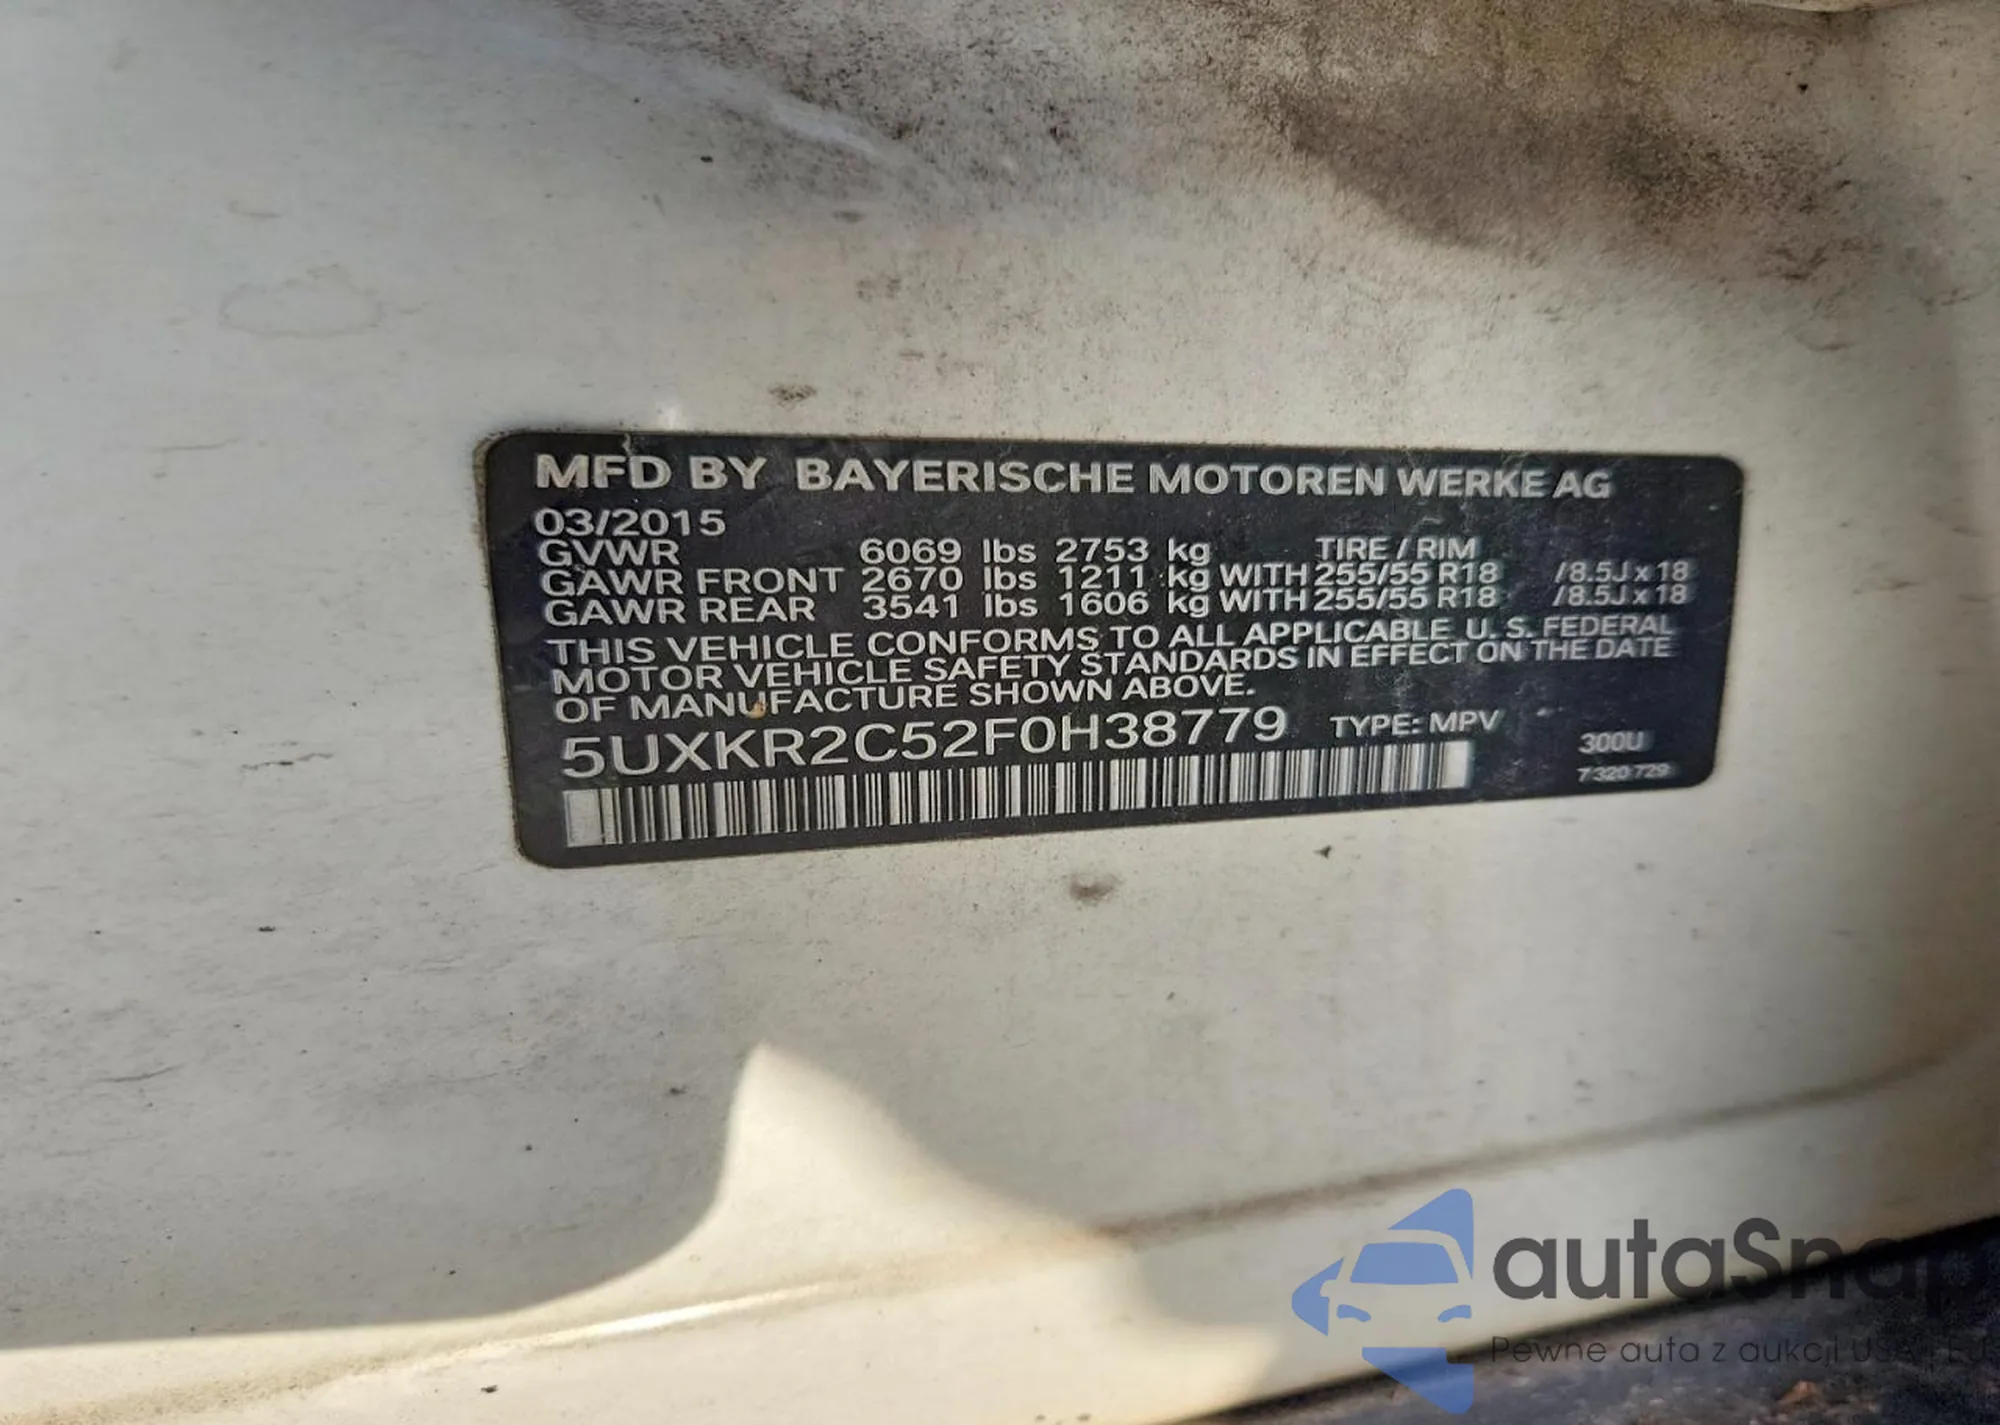 MFD BY BAYERISCHE MOTOREN WERKE AG
03/2015
GVWR 6069 lbs 2753 kg TIRE / RIM
GAWR FRONT 2670 lbs 1211 kg WITH 255/55 R18 /8.5J x 18
GAWR REAR 3541 lbs 1606 kg WITH 255/55 R18 /8.5J x 18
THIS VEHICLE CONFORMS TO ALL APPLICABLE U. S. FEDERAL
MOTOR VEHICLE SAFETY STANDARDS IN EFFECT ON THE DATE
OF MANUFACTURE SHOWN ABOVE.
5UXKR2C52F0H38779 TYPE: MPV
300U
7 320 729
autaSnap
Pewne auta z aukcji USA i EU